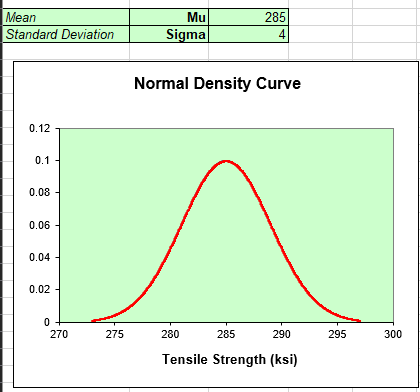 Mean Mu 285
Standard Deviation Sigma 4
Normal Density Curve
0.12
0.1
0.08
0.06
0.04
0.02
0
270 275 280 285 290 295 300
Tensile Strength (ksi)